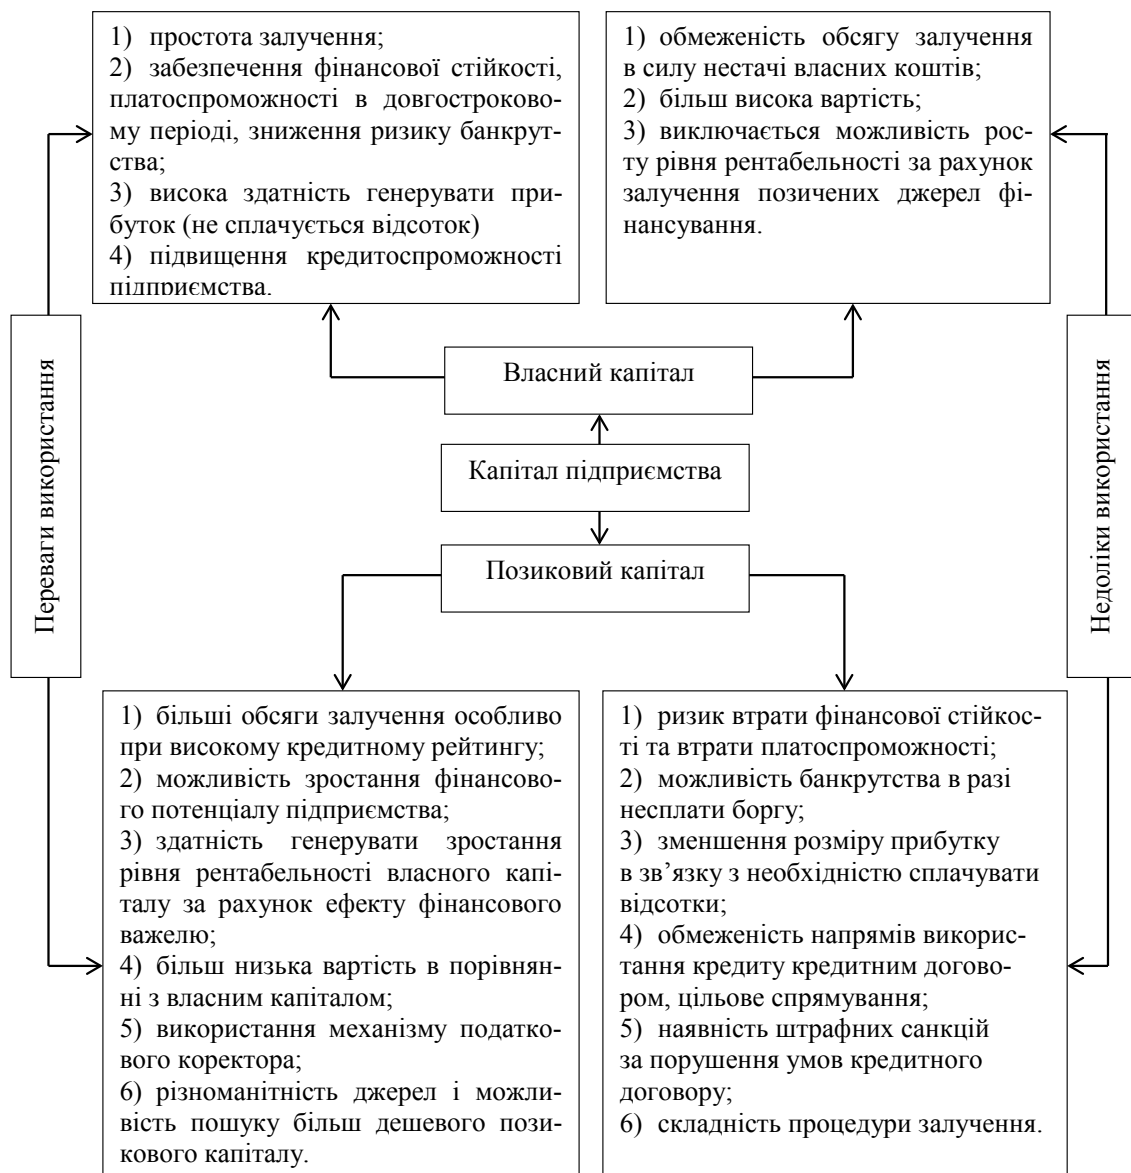 1) простота залучення;
2) забезпечення фінансової стійкості,
платоспроможності в довгостроково-
му періоді, зниження ризику банкрут-
ства;
3) висока здатність генерувати при-
буток (не сплачується відсоток)
4) підвищення кредитоспроможності
підприємства.
1) обмеженість обсягу залучення
в силу нестачі власних коштів;
2) більш висока вартість;
3) виключається можливість рос-
ту рівня рентабельності за рахунок
залучення позичених джерел фі-
нансування.
Переваги використання
Власний капітал
Капітал підприємства
Позиковий капітал
Недоліки використання
1) більші обсяги залучення особливо
при високому кредитному рейтингу;
2) можливість зростання фінансово-
го потенціалу підприємства;
3) здатність генерувати зростання
рівня рентабельності власного капі-
талу за рахунок ефекту фінансового
важелю;
4) більш низька вартість в порівнян-
ні з власним капіталом;
5) використання механізму податко-
вого коректора;
6) різноманітність джерел і можли-
вість пошуку більш дешевого пози-
кового капіталу.
1) ризик втрати фінансової стійкос-
ті та втрати платоспроможності;
2) можливість банкрутства в разі
несплати боргу;
3) зменшення розміру прибутку
в зв’язку з необхідністю сплачувати
відсотки;
4) обмеженість напрямів викорис-
тання кредиту кредитним догово-
ром, цільове спрямування;
5) наявність штрафних санкцій
за порушення умов кредитного
договору;
6) складність процедури залучення.